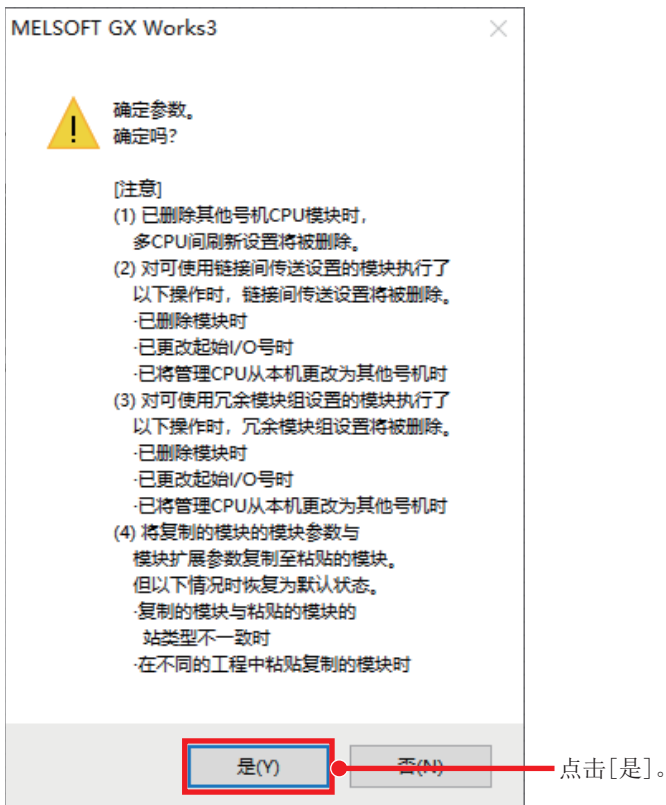 MELSOFT GX Works3
确定参数。
确定吗?
[注意]
(1) 已删除其他号机CPU模块时，
多CPU间刷新设置将被删除。
(2) 对可使用链接间传送设置的模块执行了
以下操作时，链接间传送设置将被删除。
·已删除模块时
·已更改起始I/O号时
·已将管理CPU从本机更改为其他号机时
(3) 对可使用冗余模块组设置的模块执行了
以下操作时，冗余模块组设置将被删除。
·已删除模块时
·已更改起始I/O号时
·已将管理CPU从本机更改为其他号机时
(4) 将复制的模块的模块参数与
模块扩展参数复制至粘贴的模块。
但以下情况时恢复为默认状态。
·复制的模块与粘贴的模块的
站类型不一致时
·在不同的工程中粘贴复制的模块时
是(Y)
否(N)
点击[是]。